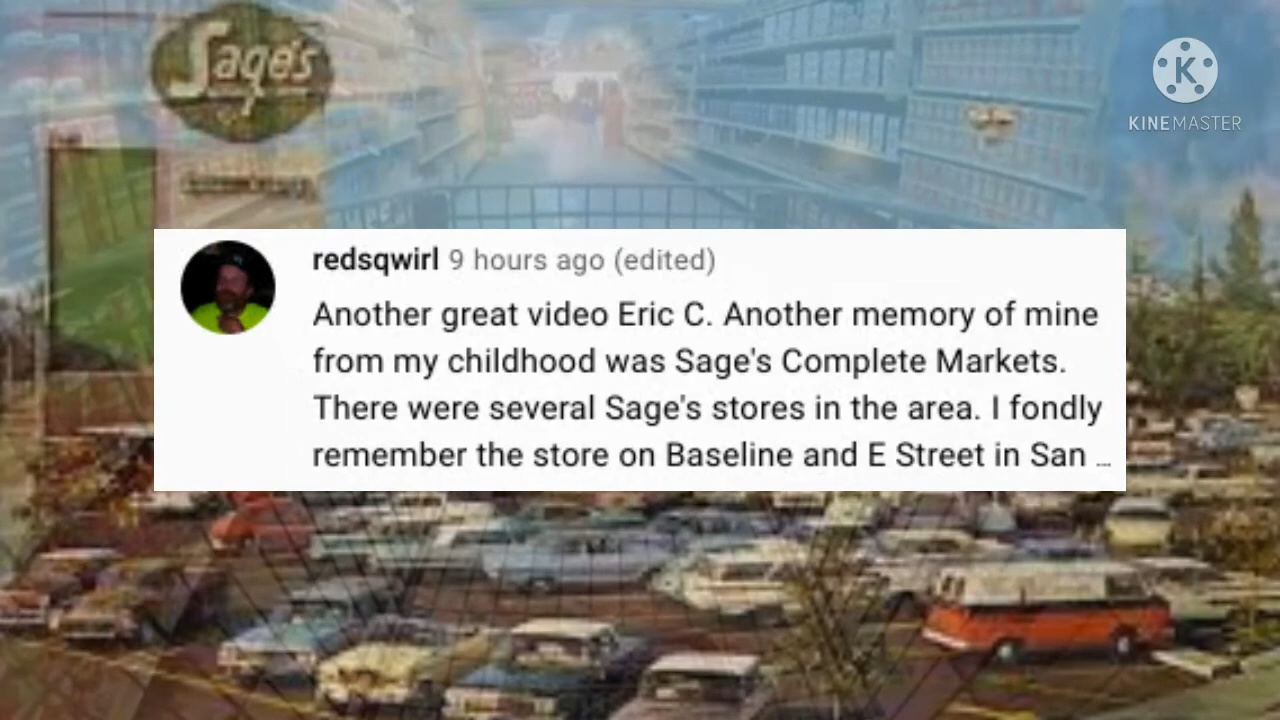 Sage's
KINEMASTER
redsqwirl 9 hours ago (edited)
Another great video Eric C. Another memory of mine
from my childhood was Sage's Complete Markets.
There were several Sage's stores in the area. I fondly
remember the store on Baseline and E Street in San ...